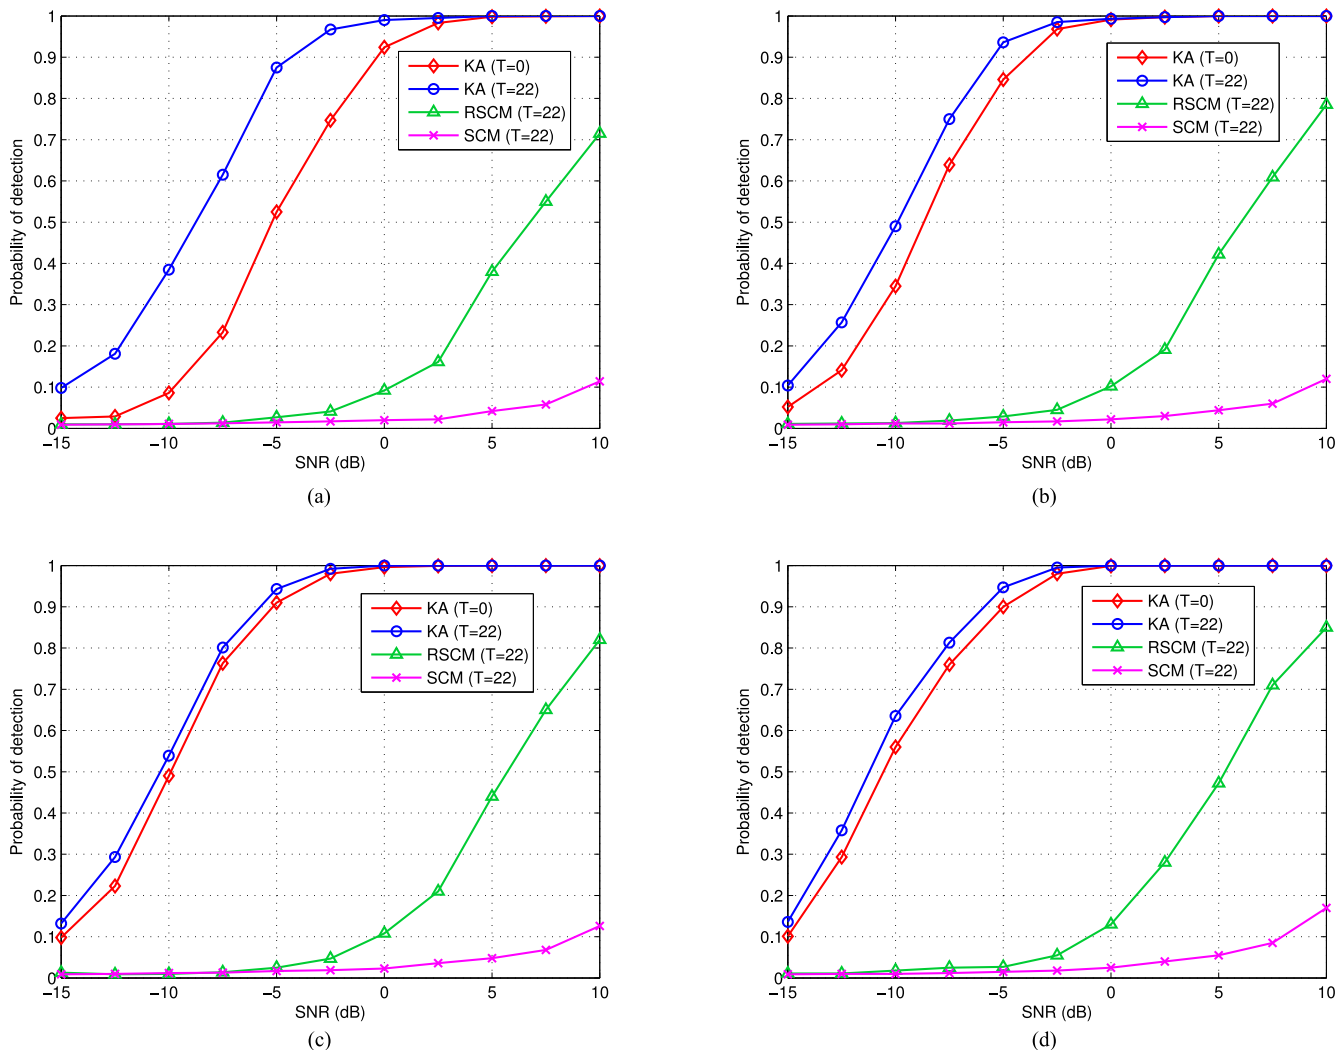 1
0.9
0.8
0.7
0.6
0.5
0.4
0.3
0.2
0.1
0
Probability of detection
−15
−10
−5
0
5
10
SNR (dB)
KA (T=0)
KA (T=22)
RSCM (T=22)
SCM (T=22)
(a)
1
0.9
0.8
0.7
0.6
0.5
0.4
0.3
0.2
0.1
0
Probability of detection
−15
−10
−5
0
5
10
SNR (dB)
KA (T=0)
KA (T=22)
RSCM (T=22)
SCM (T=22)
(b)
1
0.9
0.8
0.7
0.6
0.5
0.4
0.3
0.2
0.1
0
Probability of detection
−15
−10
−5
0
5
10
SNR (dB)
KA (T=0)
KA (T=22)
RSCM (T=22)
SCM (T=22)
(c)
1
0.9
0.8
0.7
0.6
0.5
0.4
0.3
0.2
0.1
0
Probability of detection
−15
−10
−5
0
5
10
SNR (dB)
KA (T=0)
KA (T=22)
RSCM (T=22)
SCM (T=22)
(d)